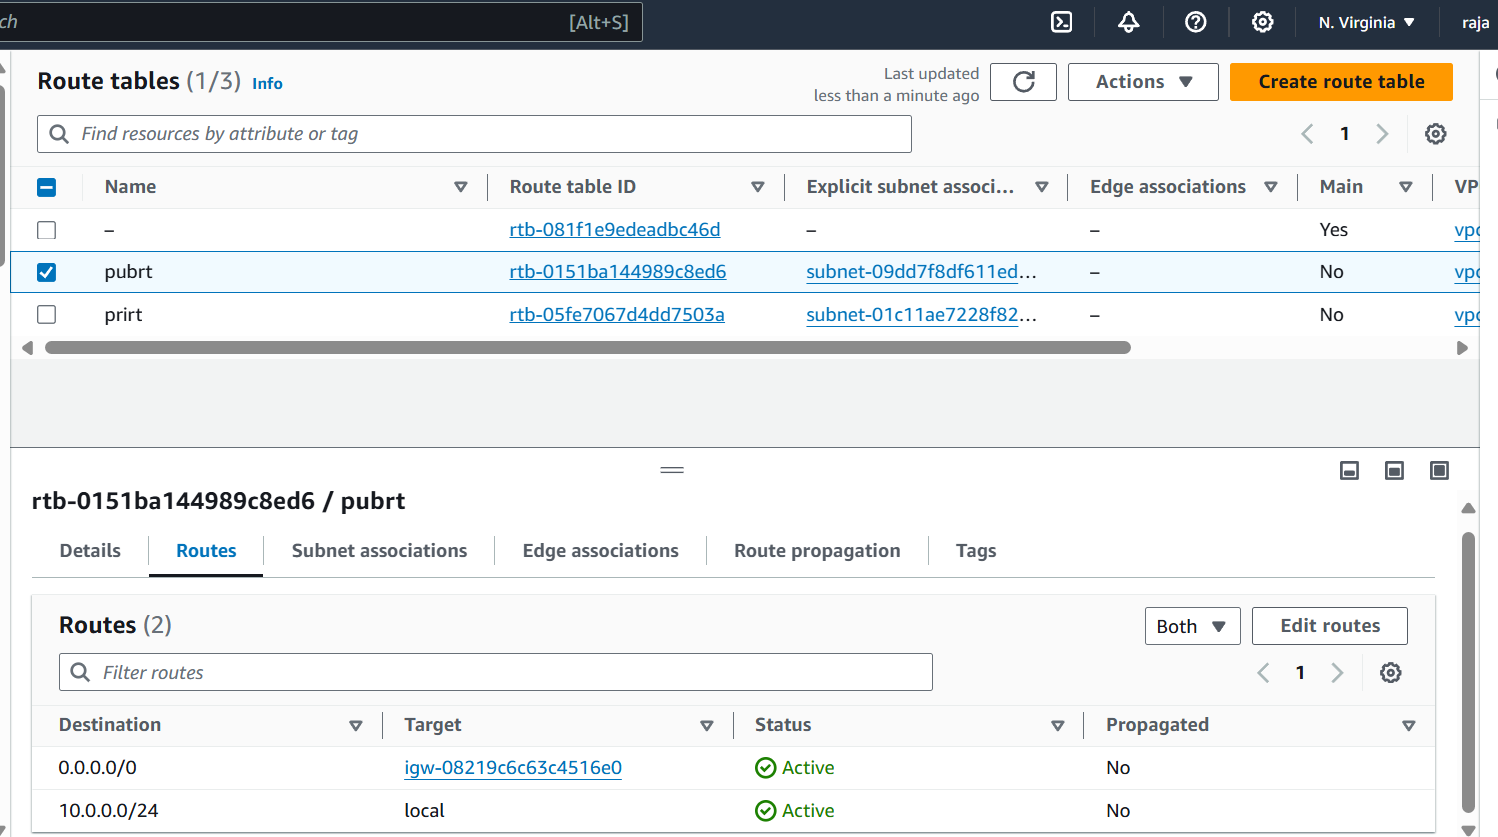 ch [Alt+S] N. Virginia ▼ raja
Route tables (1/3) Info
Last updated
less than a minute ago
Actions ▼
Create route table
Find resources by attribute or tag
1
Name Route table ID Explicit subnet associ... Edge associations Main VP
– rtb-081f1e9edeadbc46d – – Yes vpc
pubrt rtb-0151ba144989c8ed6 subnet-09dd7f8df611ed... – No vpc
prirt rtb-05fe7067d4dd7503a subnet-01c11ae7228f82... – No vpc
rtb-0151ba144989c8ed6 / pubrt
Details Routes Subnet associations Edge associations Route propagation Tags
Routes (2) Both ▼ Edit routes
Filter routes 1
Destination Target Status Propagated
0.0.0.0/0 igw-08219c6c63c4516e0 Active No
10.0.0.0/24 local Active No